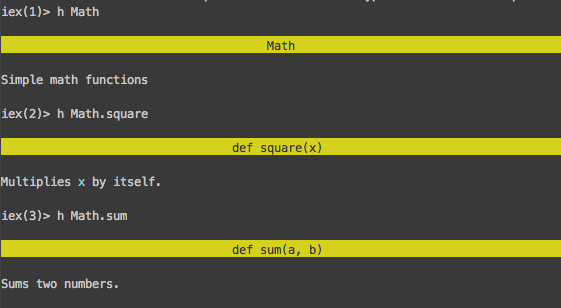 iex(1)> h Math
Math
Simple math functions
iex(2)> h Math.square
def square(x)
Multiplies x by itself.
iex(3)> h Math.sum
def sum(a, b)
Sums two numbers.